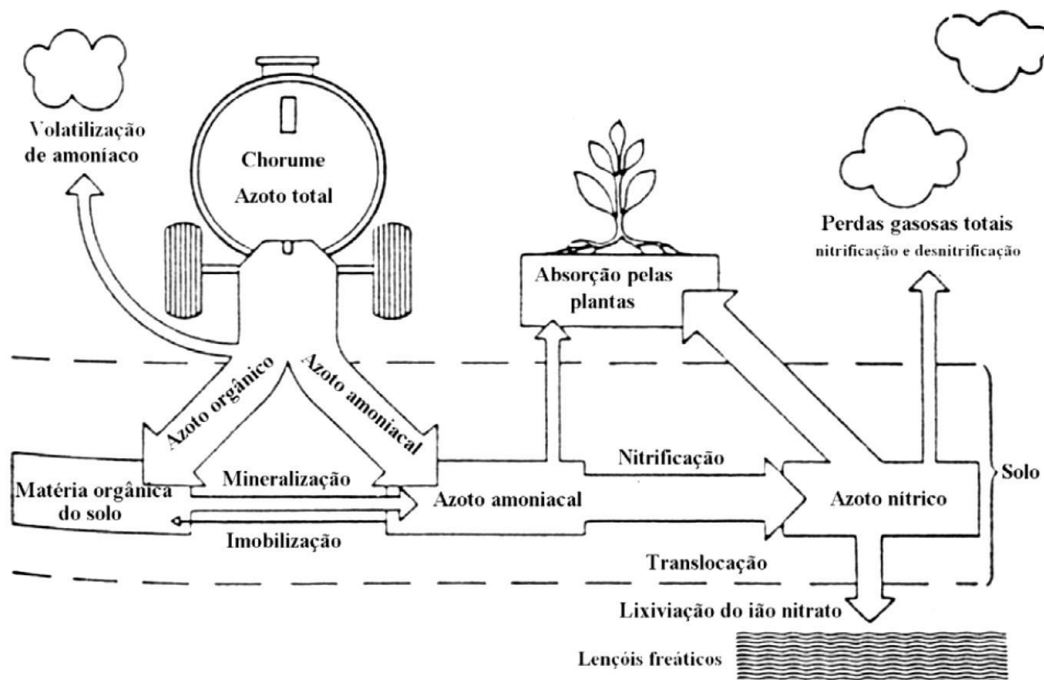 Volatilização
de amoníaco
Chorume
Azoto total
Absorção pelas
plantas
Perdas gasosas totais
nitrificação e desnitrificação
Azoto orgânico
Azoto amoniacal
Matéria orgânica
do solo
Mineralização
Imobilização
Azoto amoniacal
Nitrificação
Azoto nítrico
Solo
Translocação
Lixiviação do ião nitrato
Lençóis freáticos